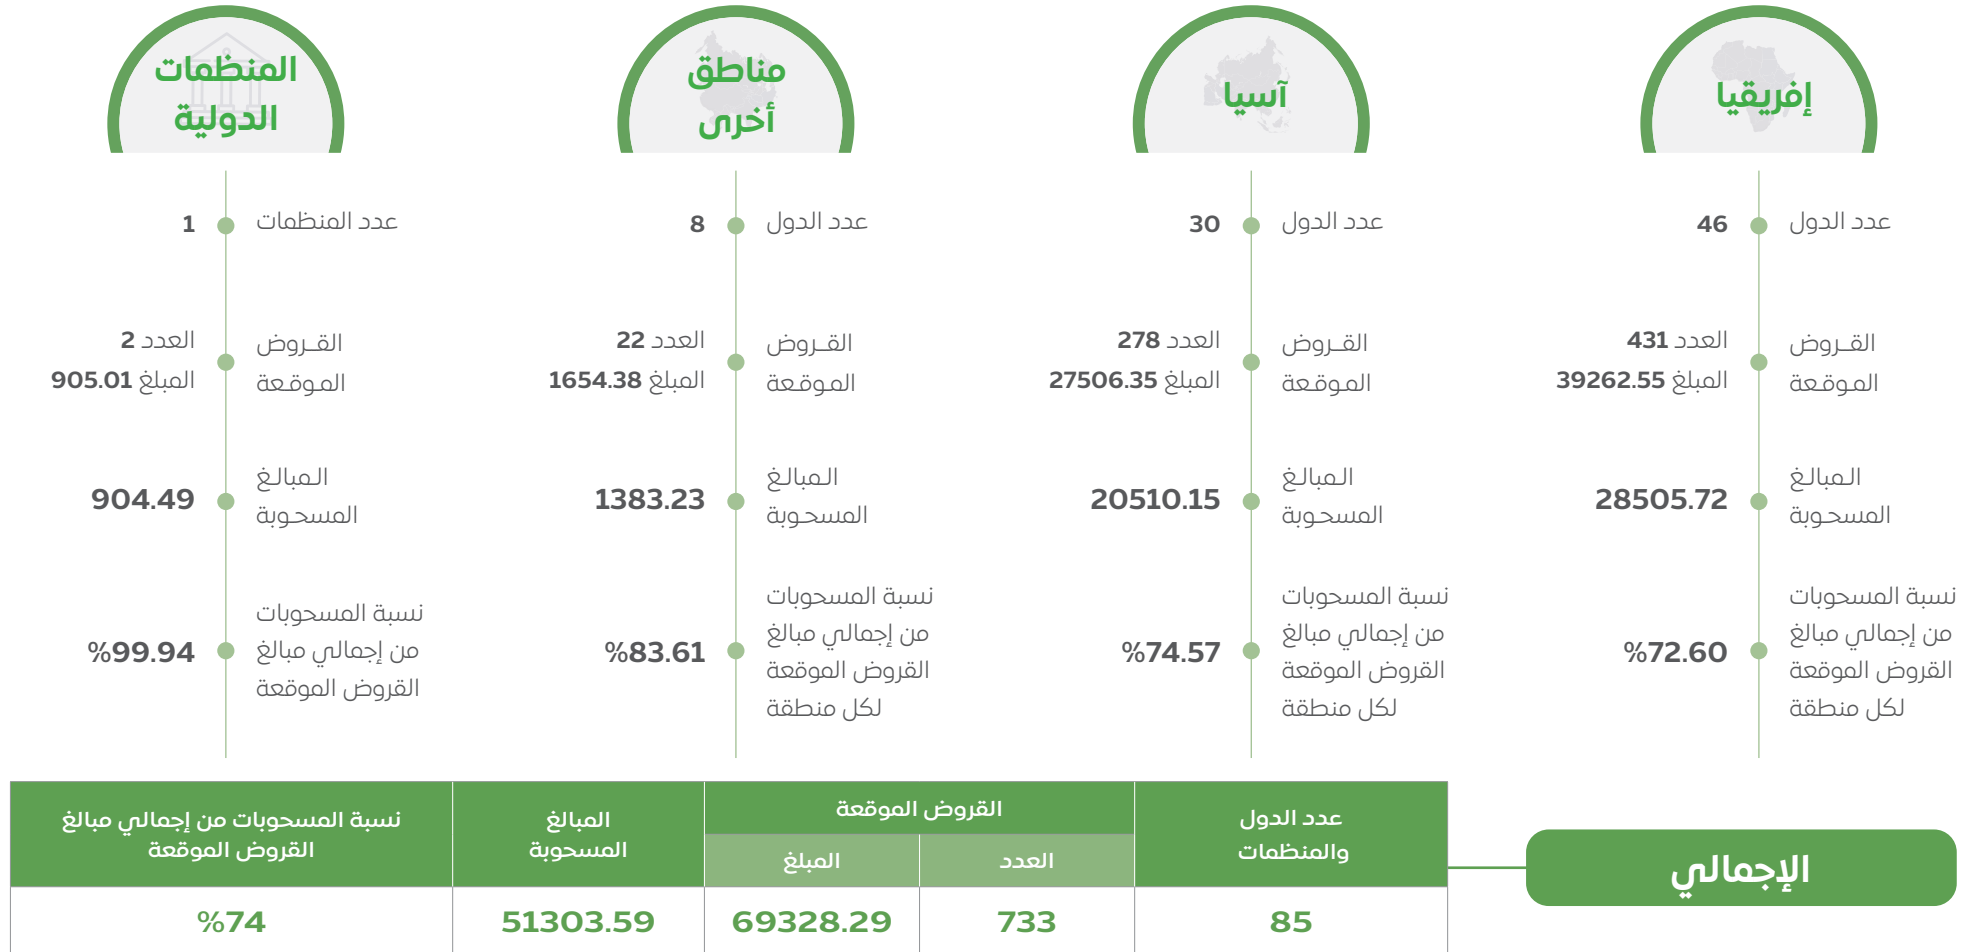 إفريقيا
عدد الدول 46
القــروض العدد 431
الموقعة المبلغ 39262.55
المبالغ
المسحوبة 28505.72
نسبة المسحوبات
من إجمالي مبالغ
القروض الموقعة
لكل منطقة
%72.60
آسيا
عدد الدول 30
القــروض العدد 278
الموقعة المبلغ 27506.35
المبالغ
المسحوبة 20510.15
نسبة المسحوبات
من إجمالي مبالغ
القروض الموقعة
لكل منطقة
%74.57
مناطق
أخرى
عدد الدول 8
القــروض العدد 22
الموقعة المبلغ 1654.38
المبالغ
المسحوبة 1383.23
نسبة المسحوبات
من إجمالي مبالغ
القروض الموقعة
لكل منطقة
%83.61
المنظمات
الدولية
عدد المنظمات 1
القــروض العدد 2
الموقعة المبلغ 905.01
المبالغ
المسحوبة 904.49
نسبة المسحوبات
من إجمالي مبالغ
القروض الموقعة
%99.94
الإجمالي
عدد الدول
والمنظمات
القروض الموقعة
العدد المبلغ
المبالغ
المسحوبة
نسبة المسحوبات من إجمالي مبالغ
القروض الموقعة
85 733 69328.29 51303.59 %74